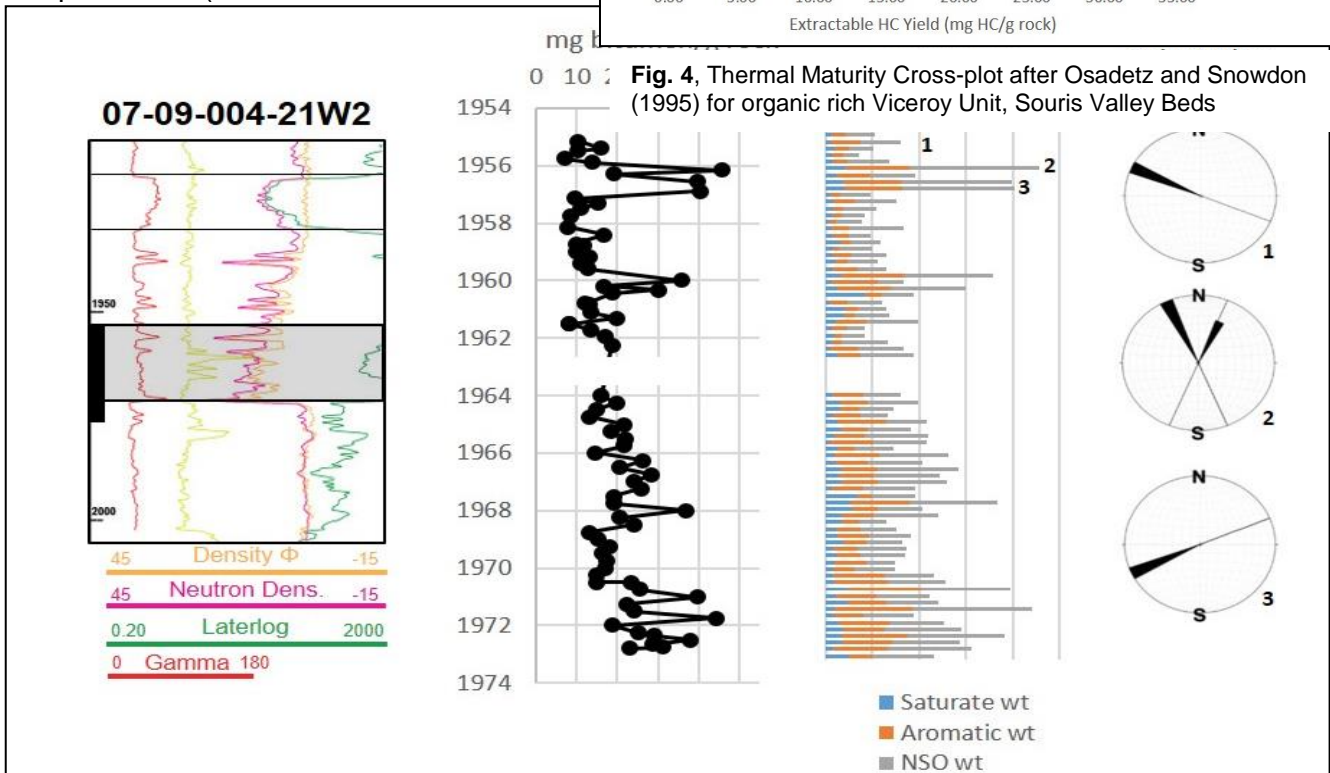 Extractable HC Yield (mg HC/g rock)
Fig. 4, Thermal Maturity Cross-plot after Osadetz and Snowdon
(1995) for organic rich Viceroy Unit, Souris Valley Beds
07-09-004-21W2
1950
2000
45 Density Φ -15
45 Neutron Dens. -15
0.20 Laterlog 2000
0 Gamma 180
mg
0 10
1954
1956
1958
1960
1962
1964
1966
1968
1970
1972
1974
1
2
3
Saturate wt
Aromatic wt
NSO wt
N
S
1
N
S
2
N
S
3